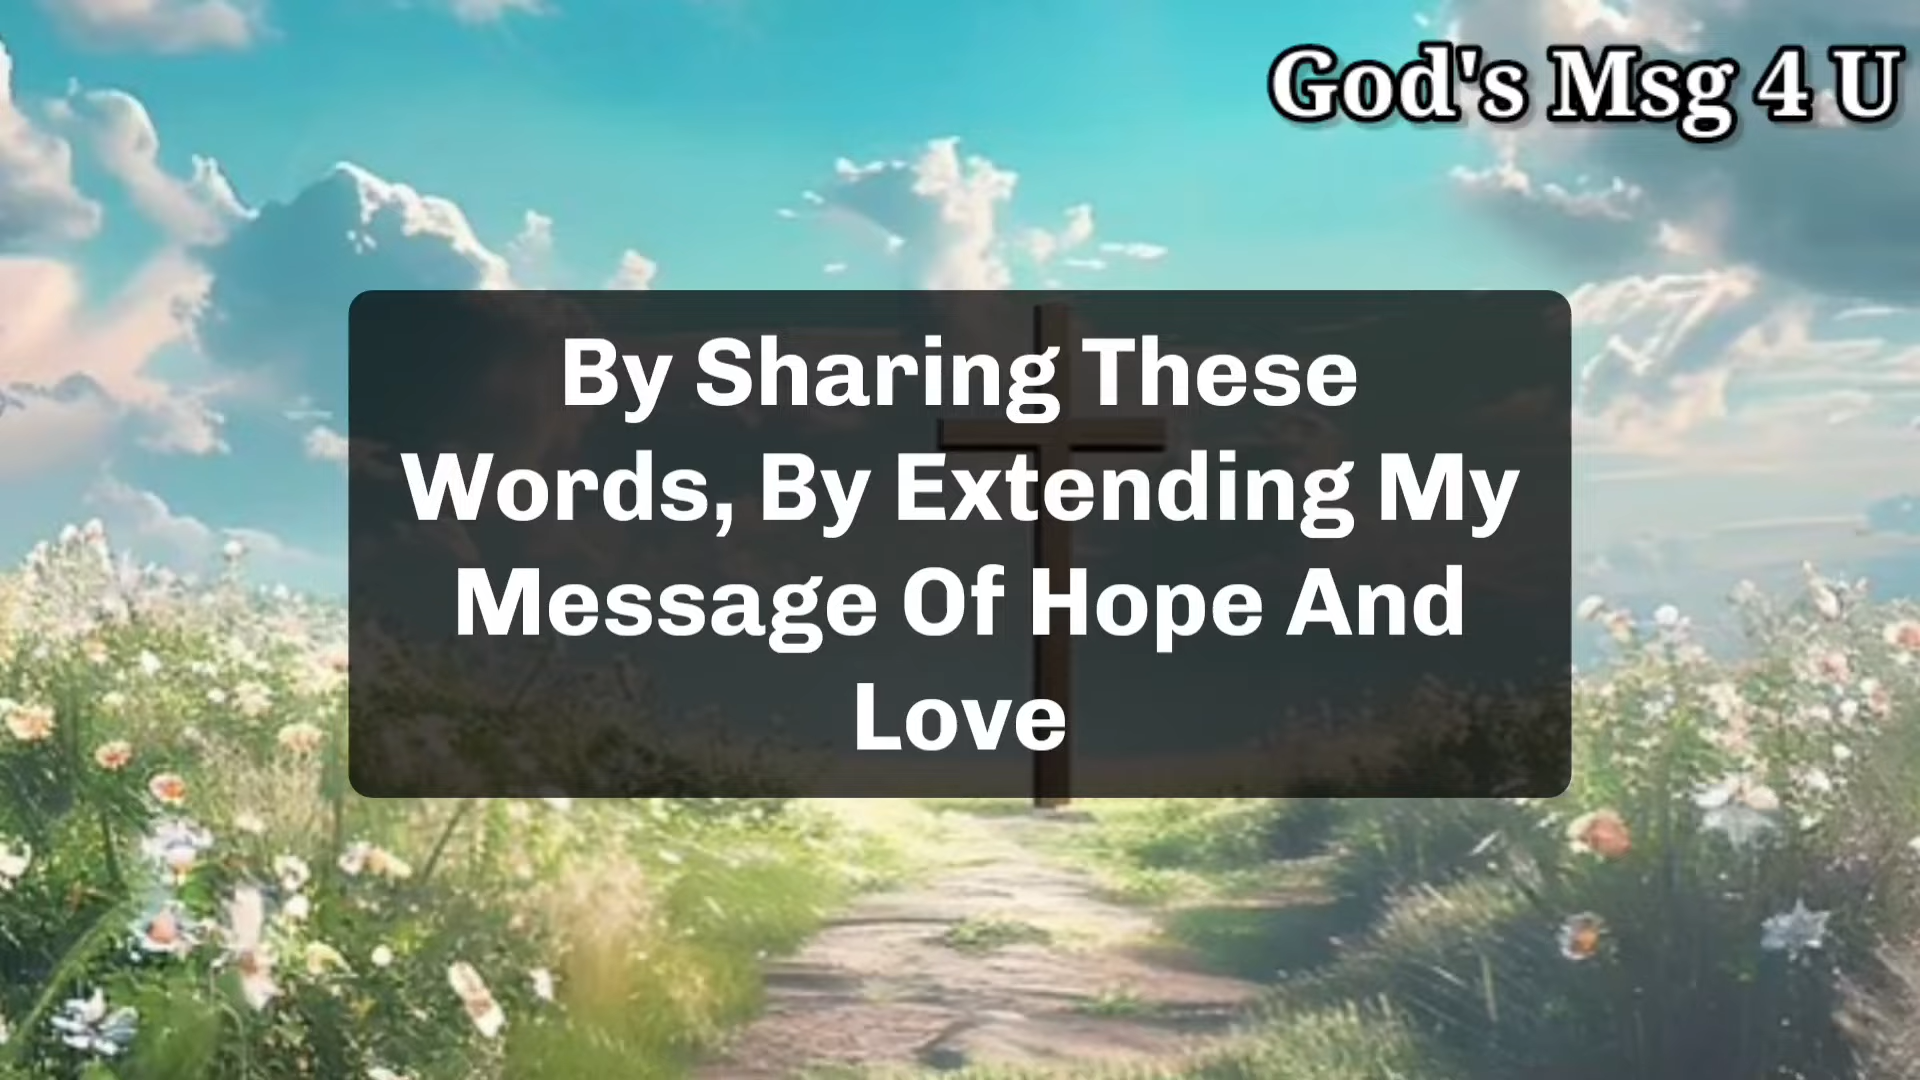 God's Msg 4 U
By Sharing These
Words, By Extending My
Message Of Hope And
Love